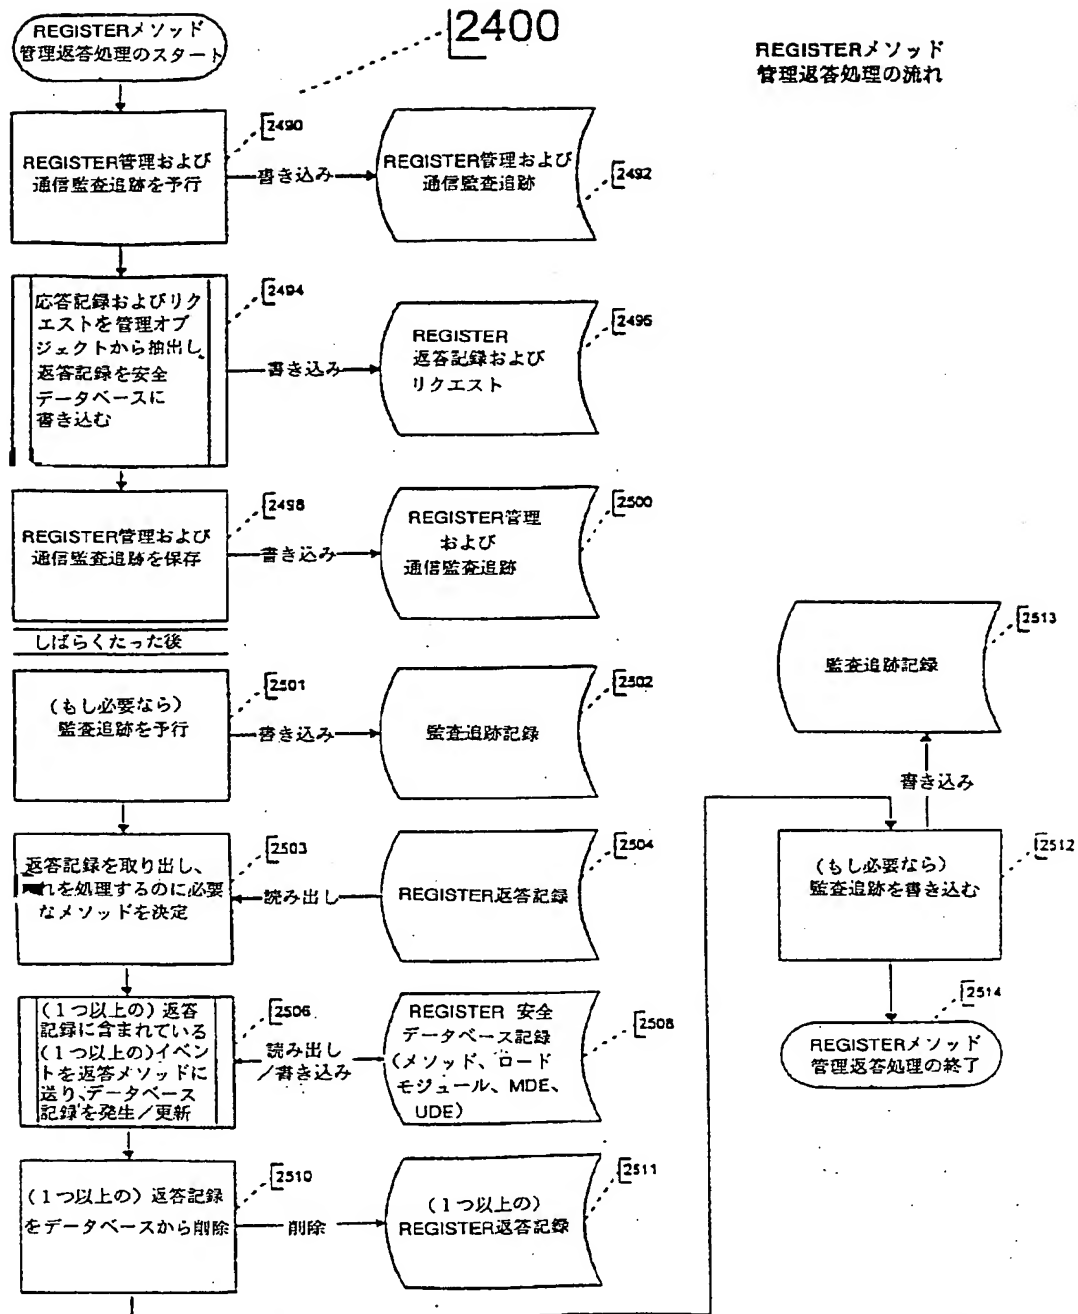 REGISTERメソッド
管理返答処理のスタート
2400
REGISTERメソッド
管理返答処理の流れ
2490
REGISTER管理および
通信監査追跡を予行
書き込み
REGISTER管理および
通信監査追跡
2492
2494
応答記録およびリク
エストを管理オブ
ジェクトから抽出し、
返答記録を安全
データベースに
書き込む
書き込み
REGISTER
返答記録および
リクエスト
2496
2498
REGISTER管理および
通信監査追跡を保存
書き込み
REGISTER管理
および
通信監査追跡
2500
しばらくたった後
2501
(もし必要なら)
監査追跡を予行
書き込み
監査追跡記録
2502
2503
返答記録を取り出し、
れを処理するのに必要
なメソッドを決定
読み出し
REGISTER返答記録
2504
2506
(1つ以上の) 返答
記録に含まれている
(1つ以上の)イベン
トを返答メソッドに
送り、データベース
記録を発生/更新
読み出し
/書き込み
REGISTER 安全
データベース記録
(メソッド、ロード
モジュール、MDE、
UDE)
2508
2510
(1つ以上の) 返答記録
をデータベースから削除
削除
(1つ以上の)
REGISTER返答記録
2511
2513
監査追跡記録
書き込み
2512
(もし必要なら)
監査追跡を書き込む
2514
REGISTERメソッド
管理返答処理の終了